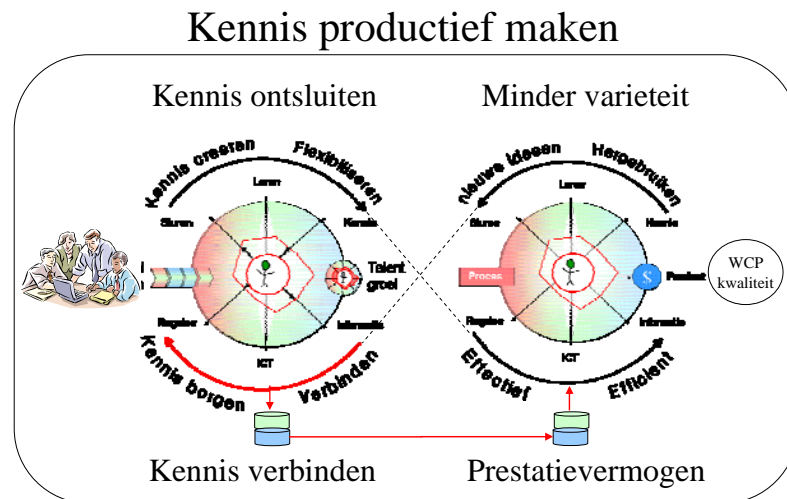 Kennis productief maken
Kennis ontsluiten
Minder varieteit
Kennis creeren
Flexibiliseren
Leren
Sturen
Kennis
Talent
groei
Informatie
ICT
Regelen
Kennis borgen
Verbinden
nieuwe ideeen
Hergebruiken
Leren
Sturen
Kennis
Proces
$
Product
WCP
kwaliteit
Informatie
ICT
Regelen
Effectief
Efficient
Kennis verbinden
Prestatievermogen